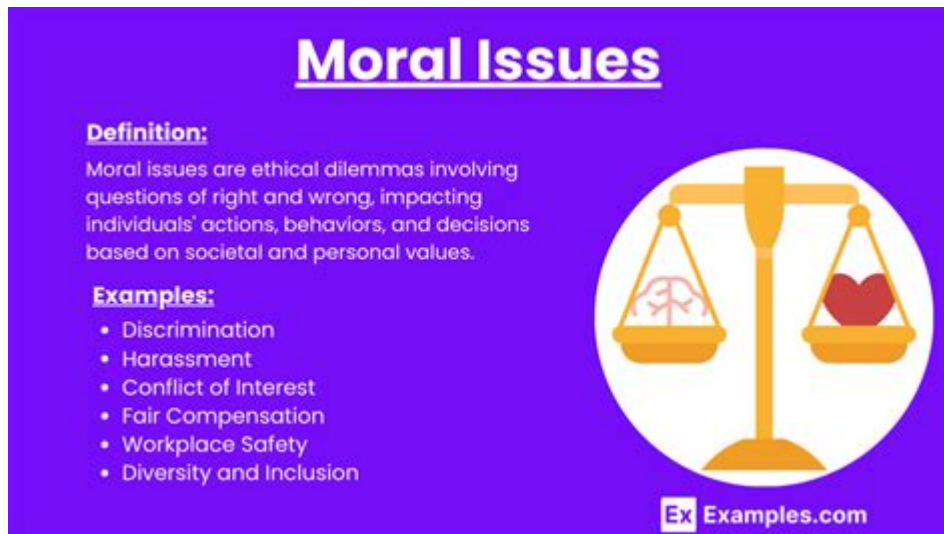 Moral Issues
Definition:
Moral issues are ethical dilemmas involving
questions of right and wrong, impacting
individuals' actions, behaviors, and decisions
based on societal and personal values.
Examples:
• Discrimination
• Harassment
• Conflict of Interest
• Fair Compensation
• Workplace Safety
• Diversity and Inclusion
Ex Examples.com